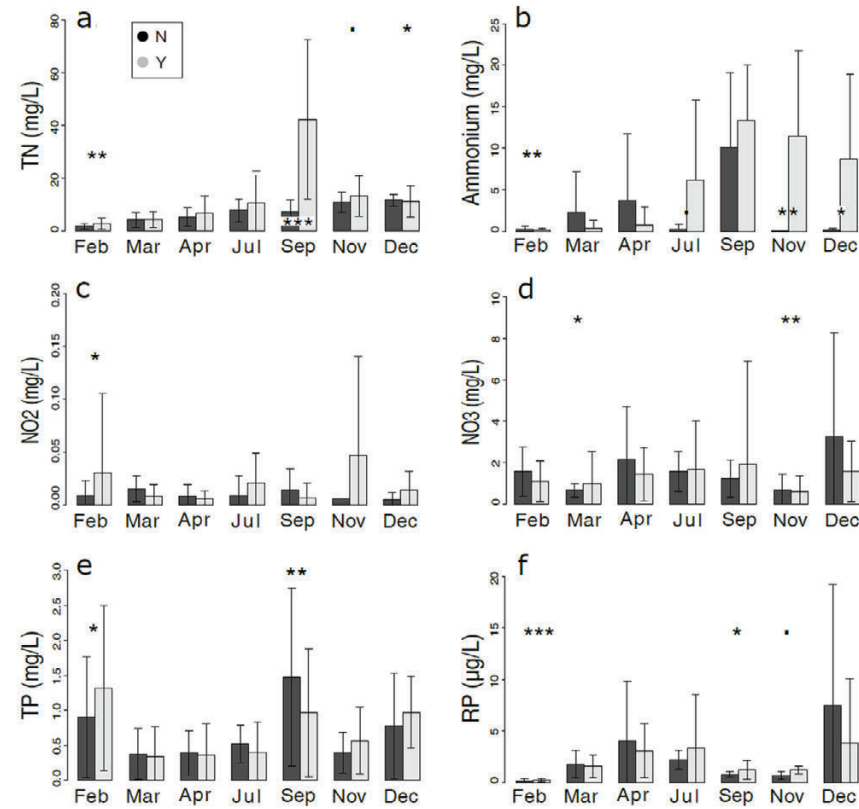 a
N
Y
TN (mg/L)
80
60
40
20
0
**
***
.
*
Feb Mar Apr Jul Sep Nov Dec
b
Ammonium (mg/L)
25
20
15
10
5
0
**
.
**
*
Feb Mar Apr Jul Sep Nov Dec
c
NO2 (mg/L)
0.20
0.15
0.10
0.05
0.00
*
Feb Mar Apr Jul Sep Nov Dec
d
NO3 (mg/L)
10
8
6
4
2
0
*
**
Feb Mar Apr Jul Sep Nov Dec
e
TP (mg/L)
3.0
2.5
2.0
1.5
1.0
0.5
0.0
*
**
Feb Mar Apr Jul Sep Nov Dec
f
RP (µg/L)
20
15
10
5
0
***
*
.
Feb Mar Apr Jul Sep Nov Dec